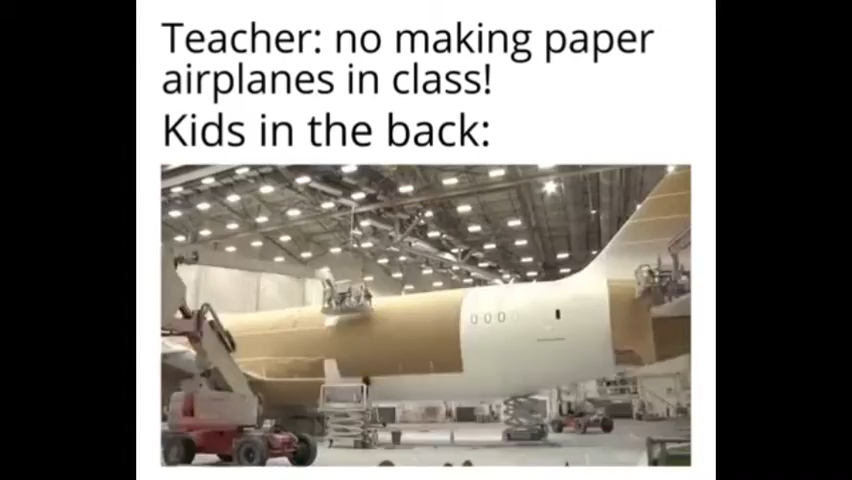 Teacher: no making paper
airplanes in class!
Kids in the back: